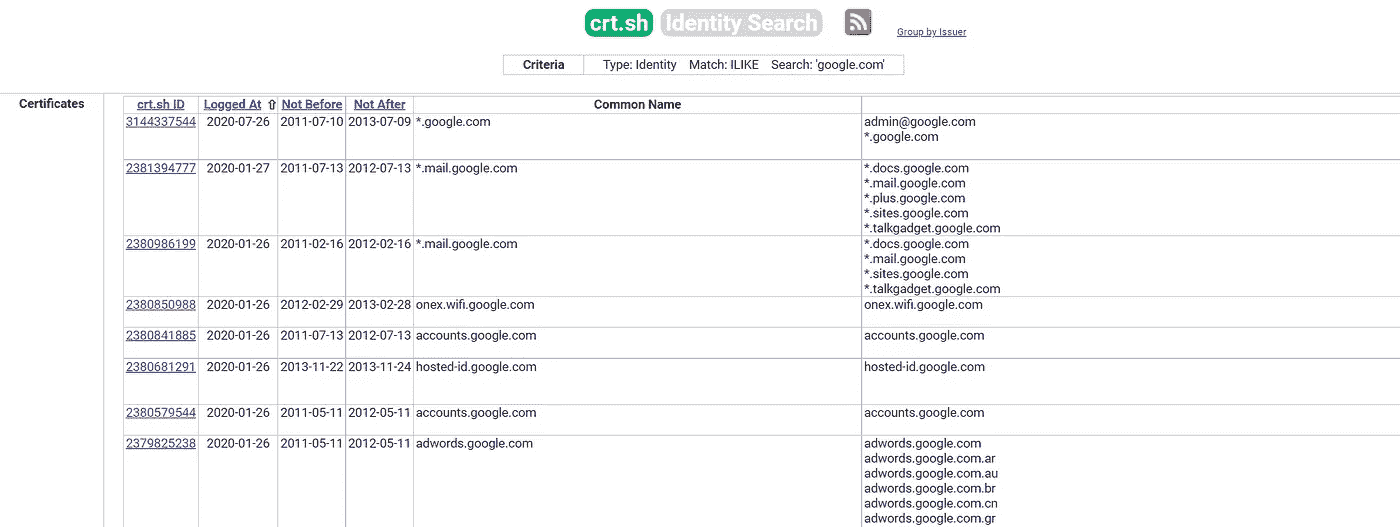 crt.sh Identity Search Group by Issuer
Criteria Type: Identity Match: ILIKE Search: 'google.com'
Certificates crt.sh ID Logged At ⇧ Not Before Not After Common Name
3144337544 2020-07-26 2011-07-10 2013-07-09 *.google.com admin@google.com
*.google.com
2381394777 2020-01-27 2011-07-13 2012-07-13 *.mail.google.com *.docs.google.com
*.mail.google.com
*.plus.google.com
*.sites.google.com
*.talkgadget.google.com
2380986199 2020-01-26 2011-02-16 2012-02-16 *.mail.google.com *.docs.google.com
*.mail.google.com
*.sites.google.com
*.talkgadget.google.com
2380850988 2020-01-26 2012-02-29 2013-02-28 onex.wifi.google.com onex.wifi.google.com
2380841885 2020-01-26 2011-07-13 2012-07-13 accounts.google.com accounts.google.com
2380681291 2020-01-26 2013-11-22 2013-11-24 hosted-id.google.com hosted-id.google.com
2380579544 2020-01-26 2011-05-11 2012-05-11 accounts.google.com accounts.google.com
2379825238 2020-01-26 2011-05-11 2012-05-11 adwords.google.com adwords.google.com
adwords.google.com.ar
adwords.google.com.au
adwords.google.com.br
adwords.google.com.cn
adwords.google.com.gr